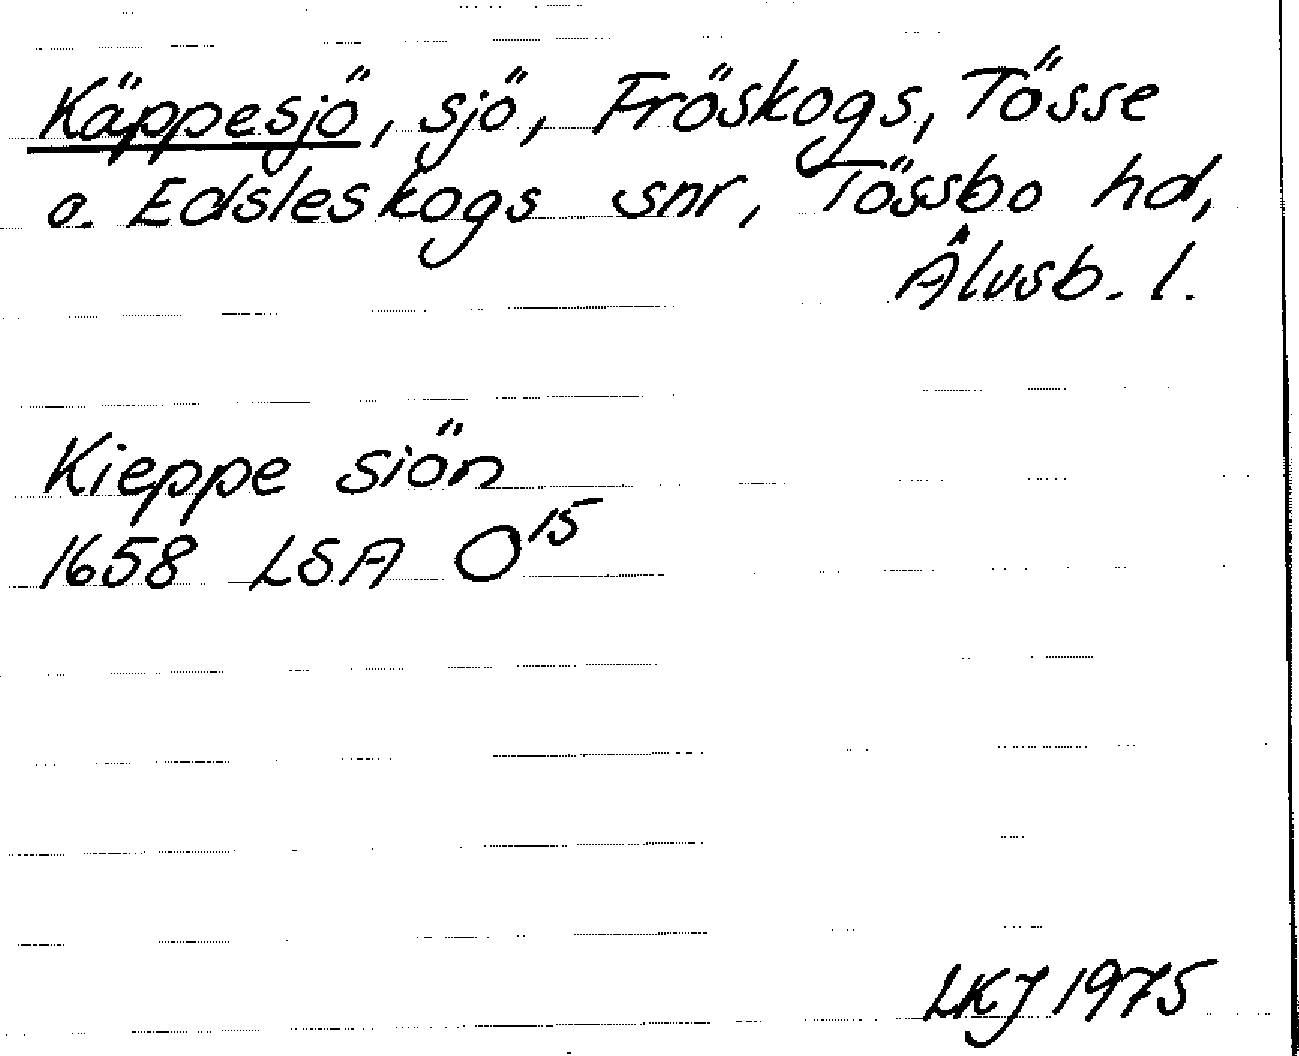 Käppesjö, sjö, Fröskogs, Tösse
o. Edsleskogs snr, Tössbo hd,
Älvsb. l.
Kieppe siön
1658 LSA O15
LKJ 1975